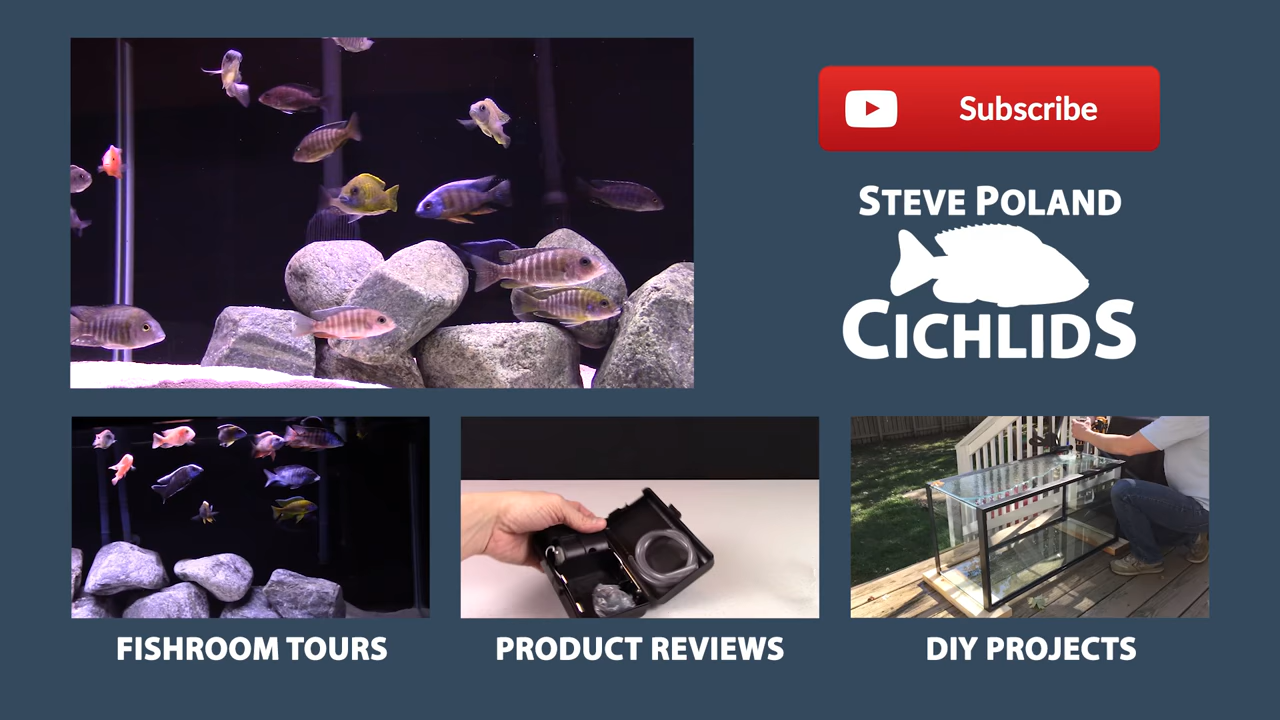 Subscribe
STEVE POLAND
CICHLIDS
FISHROOM TOURS
PRODUCT REVIEWS
DIY PROJECTS